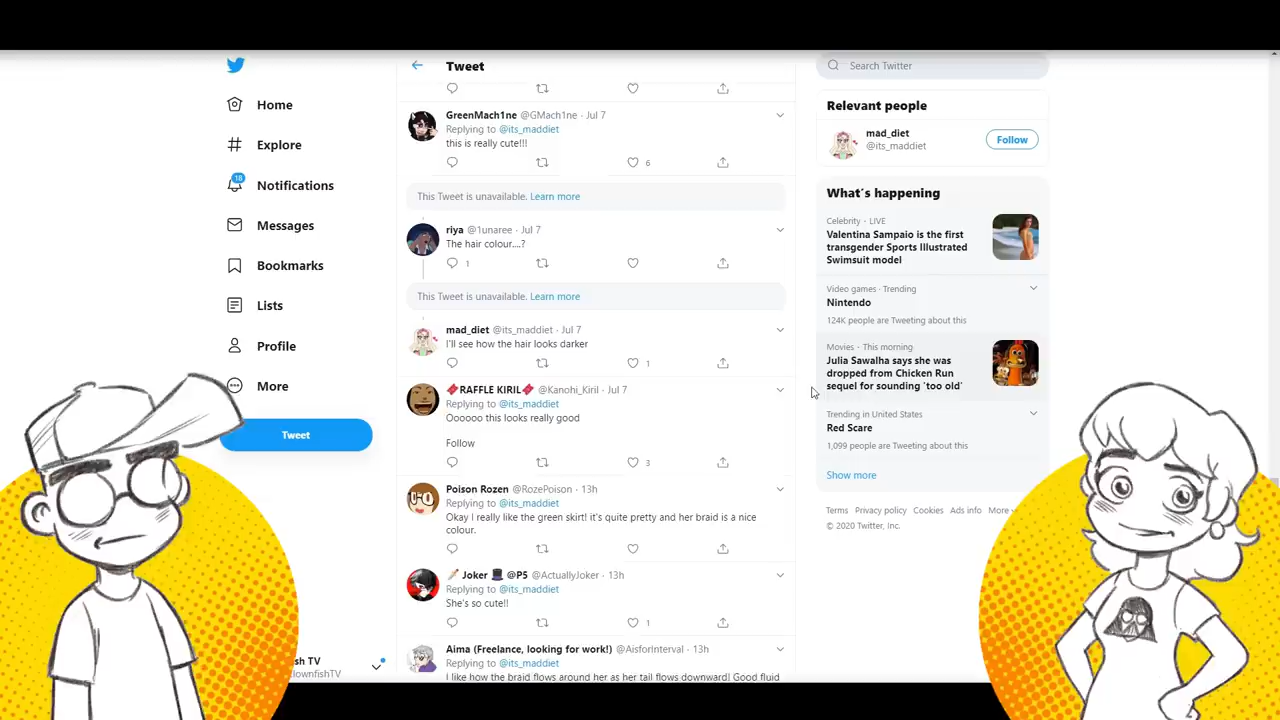 Home
Explore
18
Notifications
Messages
Bookmarks
Lists
Profile
More
Tweet
sh TV
lownfishTV
Tweet
GreenMach1ne @GMach1ne · Jul 7
Replying to @its_maddiet
this is really cute!!!
6
This Tweet is unavailable. Learn more
riya @1unaree · Jul 7
The hair colour....?
1
This Tweet is unavailable. Learn more
mad_diet @its_maddiet · Jul 7
I'll see how the hair looks darker
1
RAFFLE KIRIL @Kanohi_Kiril · Jul 7
Replying to @its_maddiet
Oooooo this looks really good
Follow
3
Poison Rozen @RozePoison · 13h
Replying to @its_maddiet
Okay I really like the green skirt! it's quite pretty and her braid is a nice
colour.
Joker @P5 @ActuallyJoker · 13h
Replying to @its_maddiet
She's so cute!!
1
Aima (Freelance, looking for work!) @AisforInterval · 13h
Replying to @its_maddiet
I like how the braid flows around her as her tail flows downward! Good fluid
Search Twitter
Relevant people
mad_diet
@its_maddiet
Follow
What's happening
Celebrity · LIVE
Valentina Sampaio is the first
transgender Sports Illustrated
Swimsuit model
Video games · Trending
Nintendo
124K people are Tweeting about this
Movies · This morning
Julia Sawalha says she was
dropped from Chicken Run
sequel for sounding 'too old'
Trending in United States
Red Scare
1,099 people are Tweeting about this
Show more
Terms Privacy policy Cookies Ads info More
© 2020 Twitter, Inc.